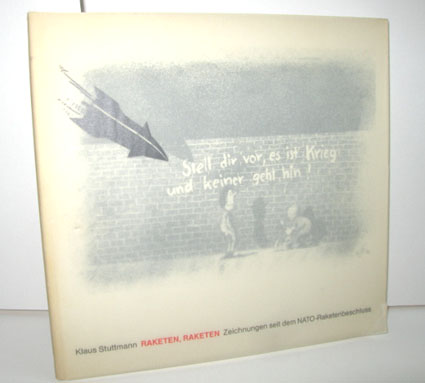 Stell dir vor, es ist Krieg
und keiner geht hin!
Klaus Stuttmann RAKETEN, RAKETEN Zeichnungen seit dem NATO-Raketenbeschluss